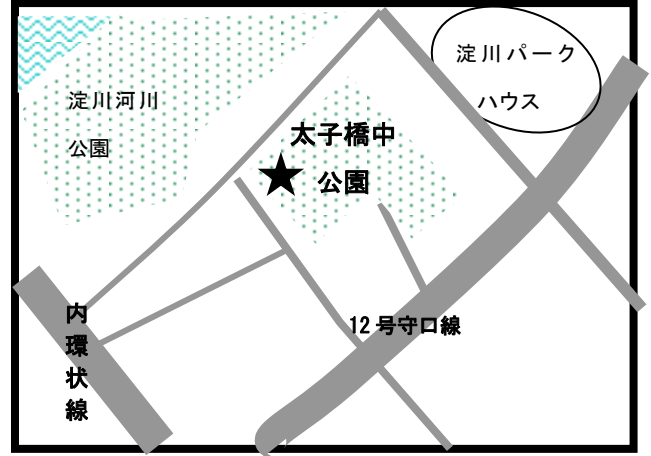 淀川パーク
ハウス
淀川河川
公園
太子橋中
公園
12号守口線
内環状線